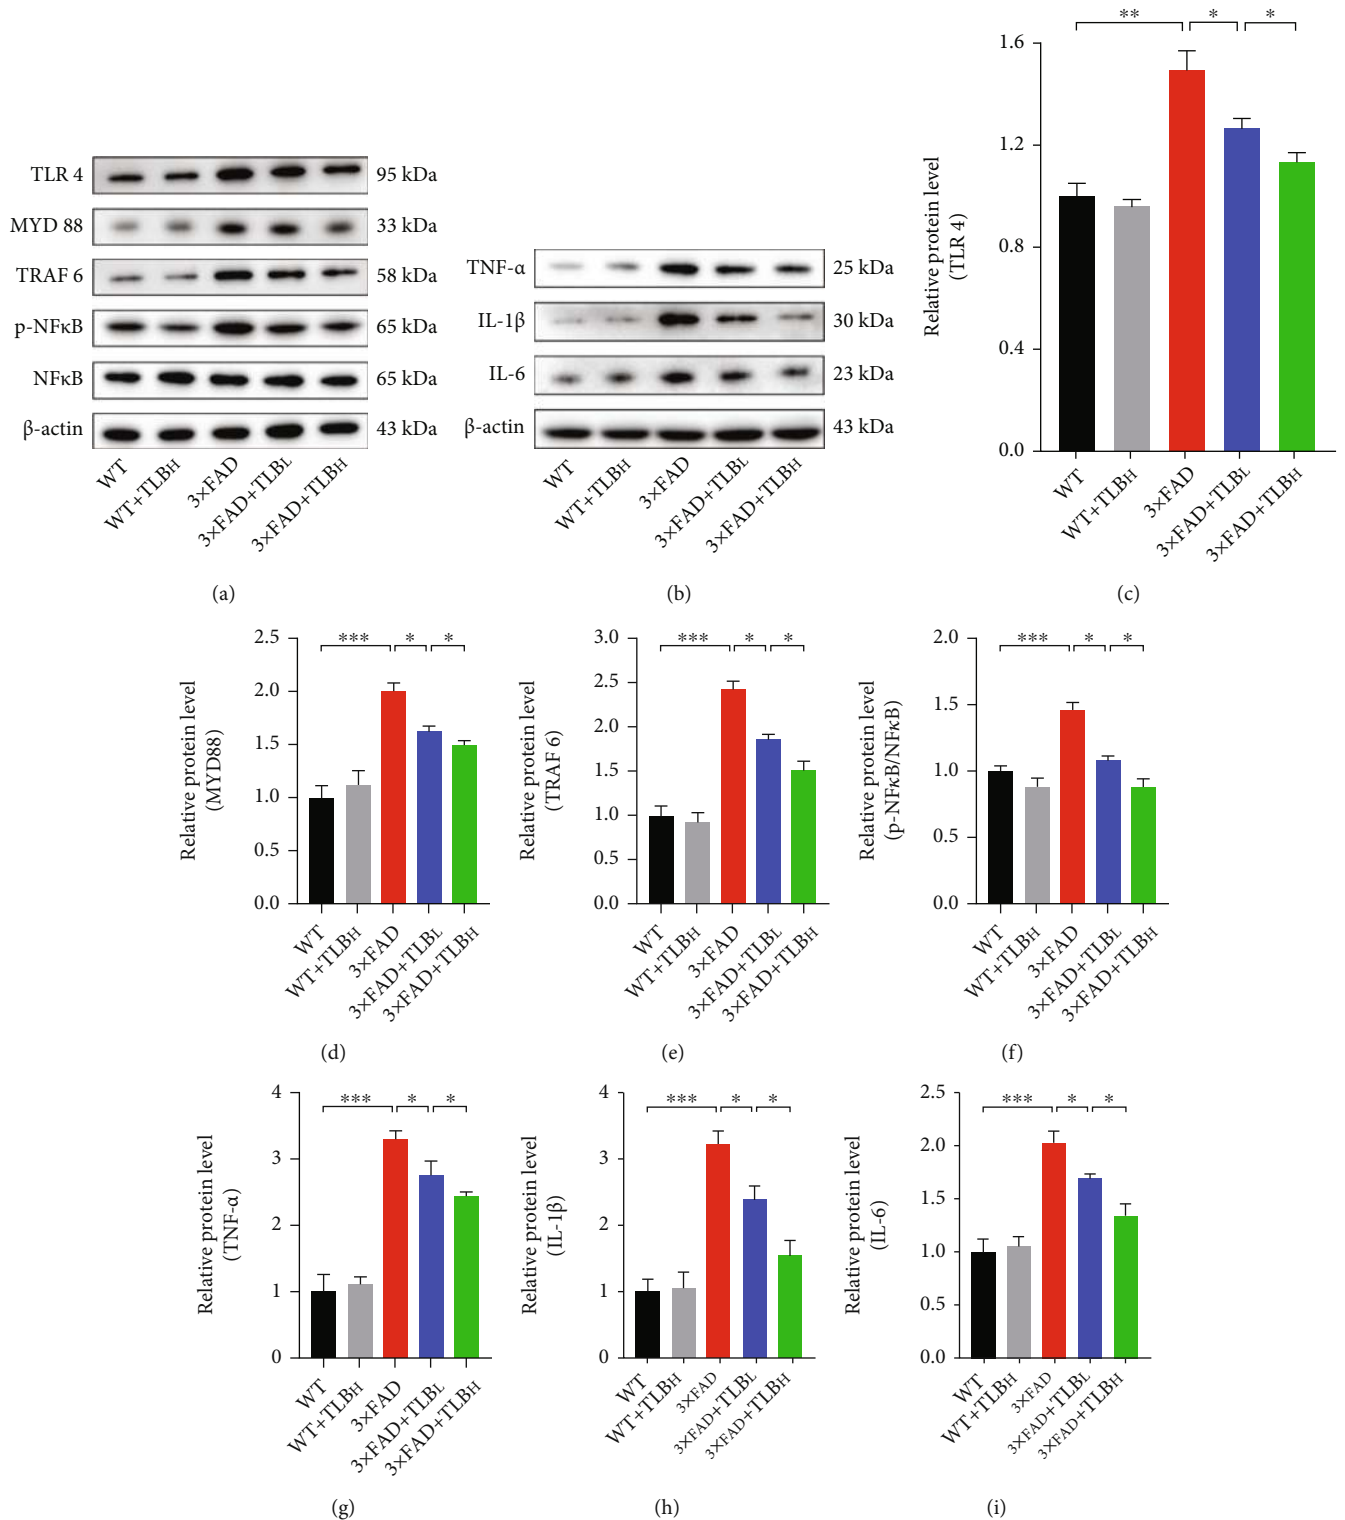 TLR 4 95 kDa
MYD 88 33 kDa
TRAF 6 58 kDa
p-NFκB 65 kDa
NFκB 65 kDa
β-actin 43 kDa
WT WT+TLBH 3×FAD 3×FAD+TLBL 3×FAD+TLBH
(a)
TNF-α 25 kDa
IL-1β 30 kDa
IL-6 23 kDa
β-actin 43 kDa
WT WT+TLBH 3×FAD 3×FAD+TLBL 3×FAD+TLBH
(b)
** * *
Relative protein level
(TLR 4)
1.6
1.2
0.8
0.4
0.0
WT WT+TLBH 3×FAD 3×FAD+TLBL 3×FAD+TLBH
(c)
*** * *
Relative protein level
(MYD88)
2.5
2.0
1.5
1.0
0.5
0.0
WT WT+TLBH 3×FAD 3×FAD+TLBL 3×FAD+TLBH
(d)
*** * *
Relative protein level
(TRAF 6)
3.0
2.5
2.0
1.5
1.0
0.5
0.0
WT WT+TLBH 3×FAD 3×FAD+TLBL 3×FAD+TLBH
(e)
*** * *
Relative protein level
(p-NFκB/NFκB)
2.0
1.5
1.0
0.5
0.0
WT WT+TLBH 3×FAD 3×FAD+TLBL 3×FAD+TLBH
(f)
*** * *
Relative protein level
(TNF-α)
4
3
2
1
0
WT WT+TLBH 3×FAD 3×FAD+TLBL 3×FAD+TLBH
(g)
*** * *
Relative protein level
(IL-1β)
4
3
2
1
0
WT WT+TLBH 3×FAD 3×FAD+TLBL 3×FAD+TLBH
(h)
*** * *
Relative protein level
(IL-6)
2.5
2.0
1.5
1.0
0.5
0.0
WT WT+TLBH 3×FAD 3×FAD+TLBL 3×FAD+TLBH
(i)